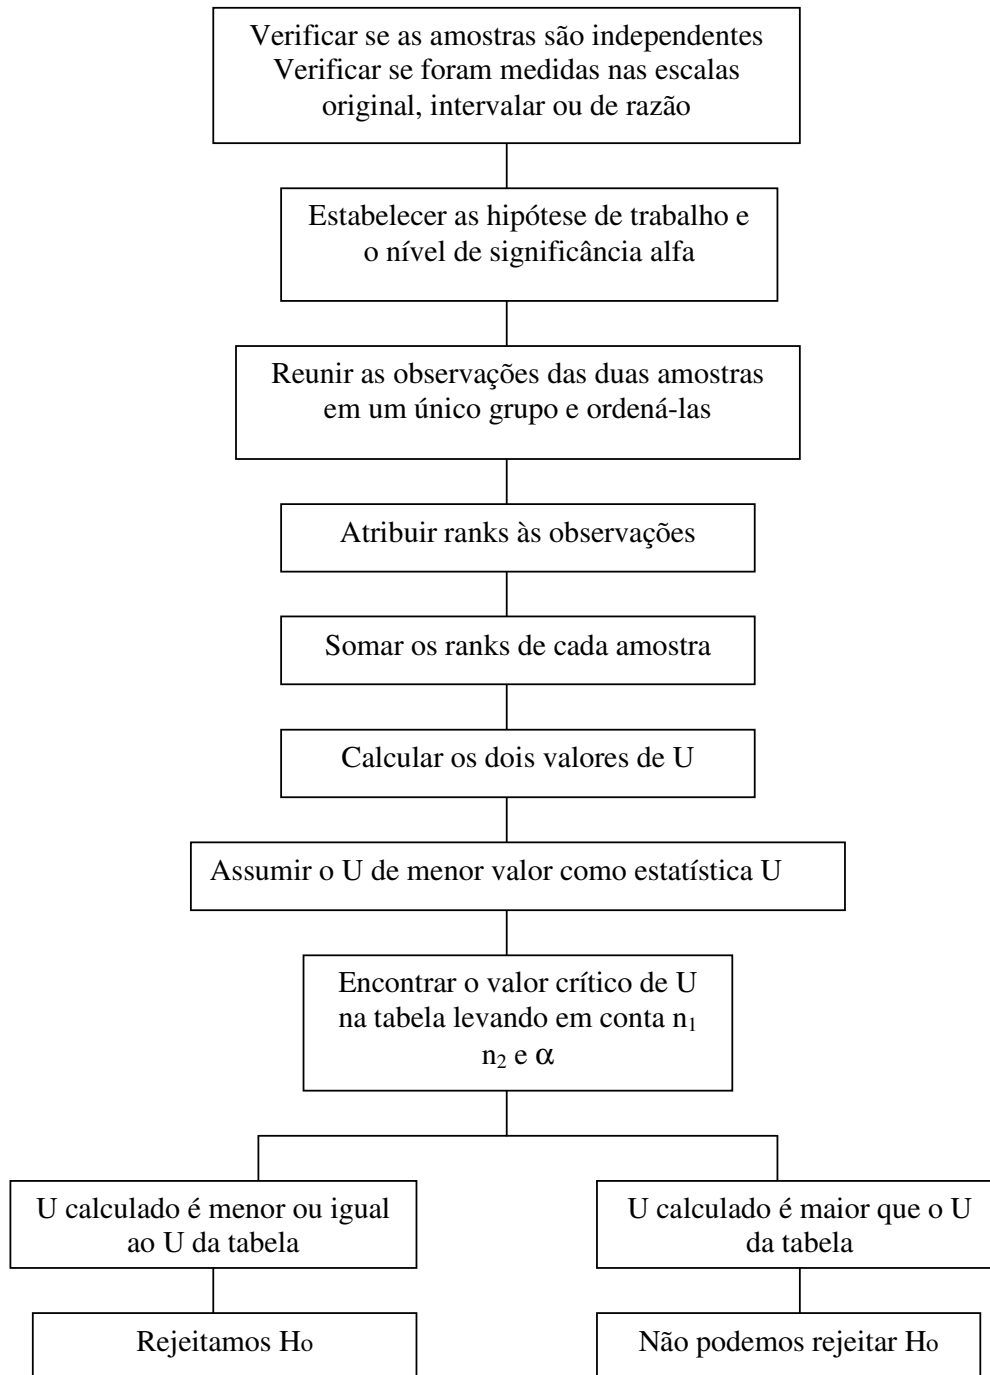 Verificar se as amostras são independentes
Verificar se foram medidas nas escalas
original, intervalar ou de razão
Estabelecer as hipótese de trabalho e
o nível de significância alfa
Reunir as observações das duas amostras
em um único grupo e ordená-las
Atribuir ranks às observações
Somar os ranks de cada amostra
Calcular os dois valores de U
Assumir o U de menor valor como estatística U
Encontrar o valor crítico de U
na tabela levando em conta n₁
n₂ e α
U calculado é menor ou igual
ao U da tabela
U calculado é maior que o U
da tabela
Rejeitamos Ho
Não podemos rejeitar Ho